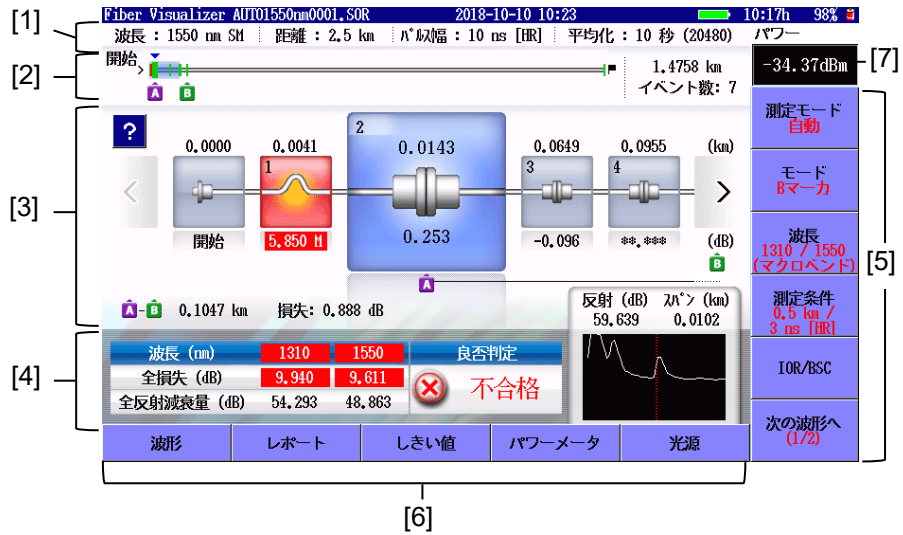 Fiber Visualizer AUTO1550nm0001.SOR 2018-10-10 10:23 10:17h 98%
[1] 波長 : 1550 nm SM 距離 : 2.5 km パルス幅 : 10 ns [HR] 平均化 : 10 秒 (20480) パワー
[2] 開始 1.4758 km -34.37dBm [7]
A B イベント数: 7
測定モード
自動
[3] ? 0.0000 1 0.0041 2 0.0143 3 0.0649 4 0.0955 (km)
モード
Bマーカ
開始 5.850 M 0.253 -0.096 **.*** (dB)
A B
波長
1310 / 1550
(マクロベンド)
[5]
A-B 0.1047 km 損失: 0.888 dB
反射 (dB) スパン (km)
59.639 0.0102
測定条件
0.5 km /
3 ns [HR]
[4] 波長 (nm) 1310 1550 良否判定
全損失 (dB) 9.940 9.611 不合格
全反射減衰量 (dB) 54.293 48.863
IOR/BSC
次の波形へ
(1/2)
波形 レポート しきい値 パワーメータ 光源
[6]